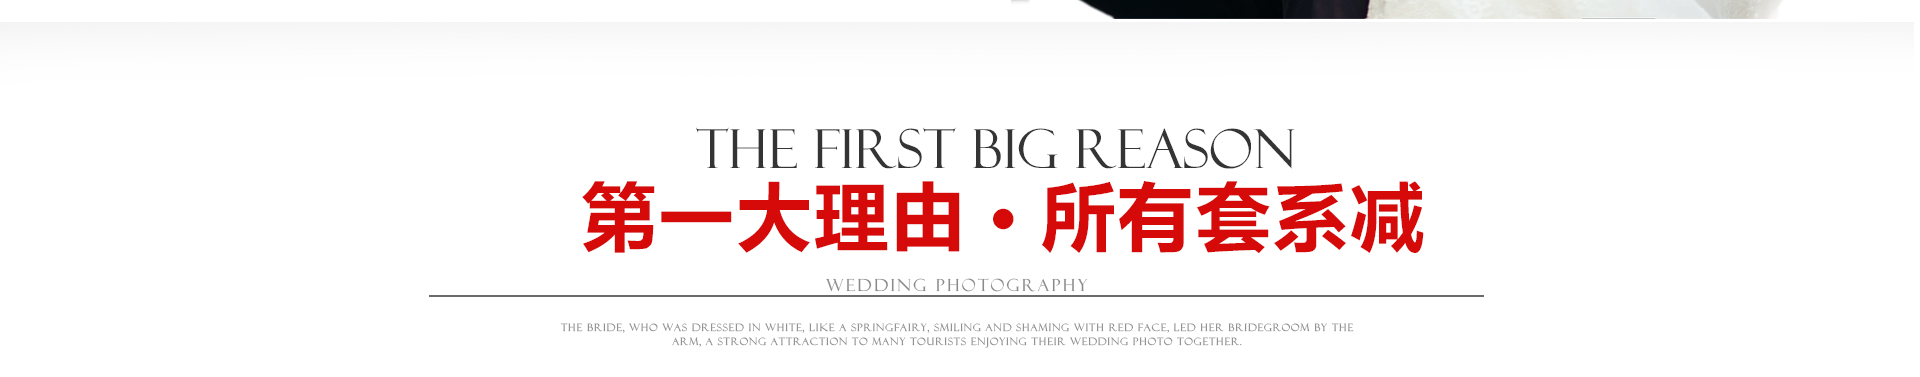 THE FIRST BIG REASON
第一大理由·所有套系减
WEDDING PHOTOGRAPHY
THE BRIDE, WHO WAS DRESSED IN WHITE, LIKE A SPRINGFAIRY, SMILING AND SHAMING WITH RED FACE, LED HER BRIDEGROOM BY THE
ARM, A STRONG ATTRACTION TO MANY TOURISTS ENJOYING THEIR WEDDING PHOTO TOGETHER.